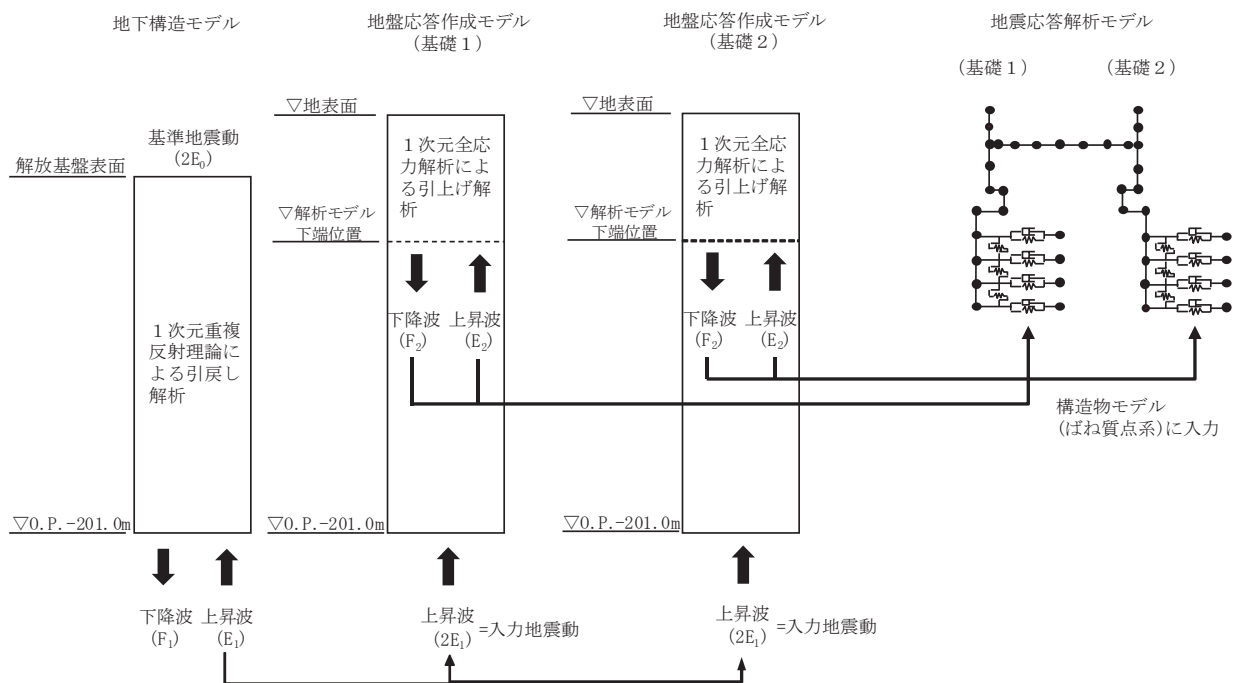 地下構造モデル
基準地震動
(2E₀)
解放基盤表面
1次元重複
反射理論に
よる引戻し
解析
▽O.P.-201.0m
下降波
(F₁)
上昇波
(E₁)
地盤応答作成モデル
(基礎1)
▽地表面
1次元全応
力解析によ
る引上げ解
析
▽解析モデル
下端位置
下降波
(F₂)
上昇波
(E₂)
▽O.P.-201.0m
上昇波
(2E₁)
=入力地震動
地盤応答作成モデル
(基礎2)
▽地表面
1次元全応
力解析によ
る引上げ解
析
▽解析モデル
下端位置
下降波
(F₂)
上昇波
(E₂)
▽O.P.-201.0m
上昇波
(2E₁)
=入力地震動
地震応答解析モデル
(基礎1)
(基礎2)
構造物モデル
(ばね質点系)に入力